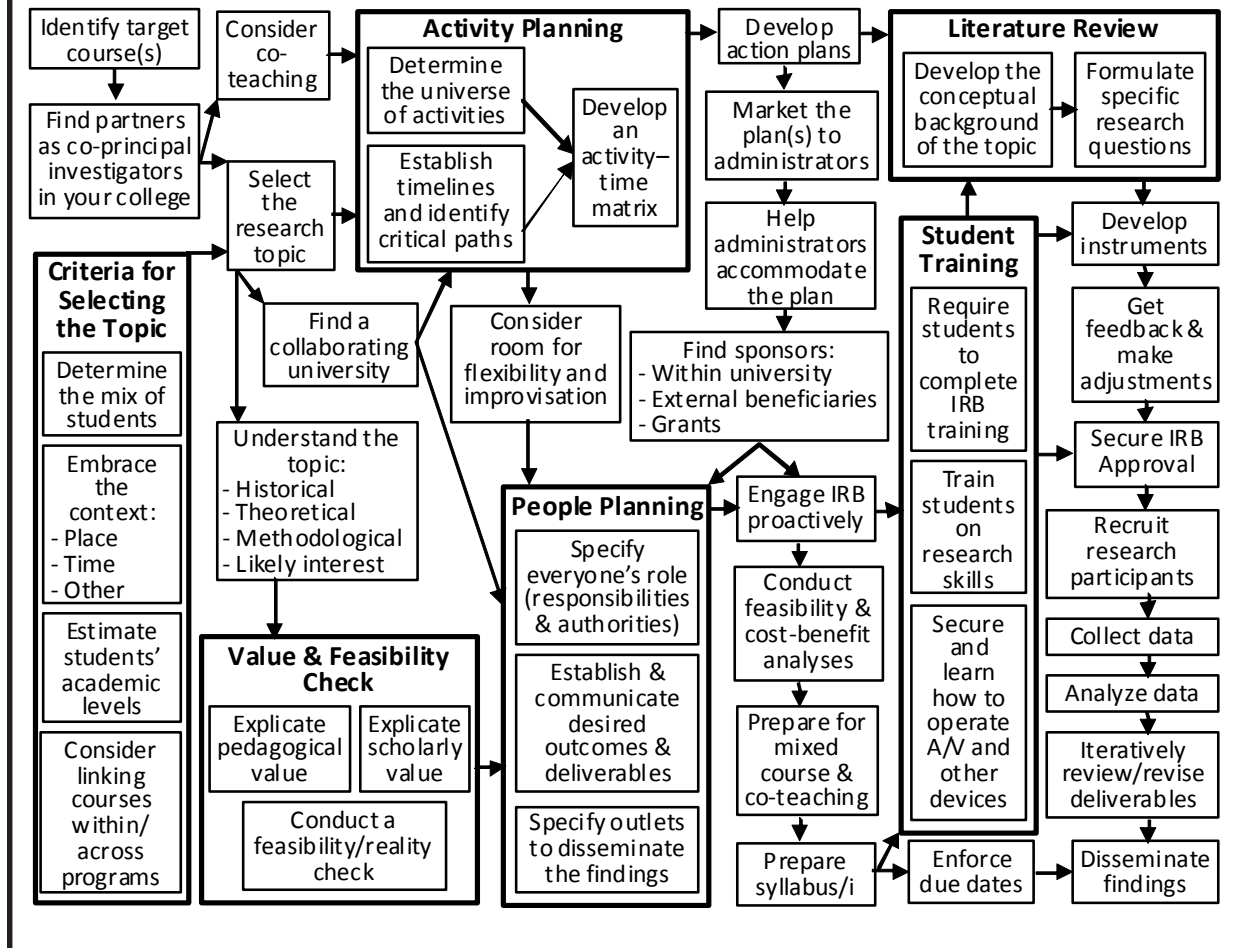 Identify target
course(s)
Find partners
as co-principal
investigators
in your college
Consider
co-
teaching
Select
the
research
topic
Criteria for
Selecting
the Topic
Determine
the mix of
students
Embrace
the
context:
- Place
- Time
- Other
Estimate
students’
academic
levels
Consider
linking
courses
within/
across
programs
Find a
collaborating
university
Understand the
topic:
- Historical
- Theoretical
- Methodological
- Likely interest
Value & Feasibility
Check
Explicate
pedagogical
value
Explicate
scholarly
value
Conduct a
feasibility/reality
check
Activity Planning
Determine
the universe
of activities
Establish
timelines
and identify
critical paths
Develop
an
activity–
time
matrix
Consider
room for
flexibility and
improvisation
People Planning
Specify
everyone’s role
(responsibilities
& authorities)
Establish &
communicate
desired
outcomes &
deliverables
Specify outlets
to disseminate
the findings
Develop
action plans
Market the
plan(s) to
administrators
Help
administrators
accommodate
the plan
Find sponsors:
- Within university
- External beneficiaries
- Grants
Engage IRB
proactively
Conduct
feasibility &
cost-benefit
analyses
Prepare for
mixed
course &
co-teaching
Prepare
syllabus/i
Literature Review
Develop the
conceptual
background
of the topic
Formulate
specific
research
questions
Student
Training
Require
students
to
complete
IRB
training
Train
students
on
research
skills
Secure
and
learn
how to
operate
A/V and
other
devices
Enforce
due dates
Develop
instruments
Get
feedback &
make
adjustments
Secure IRB
Approval
Recruit
research
participants
Collect data
Analyze data
Iteratively
review/revise
deliverables
Disseminate
findings